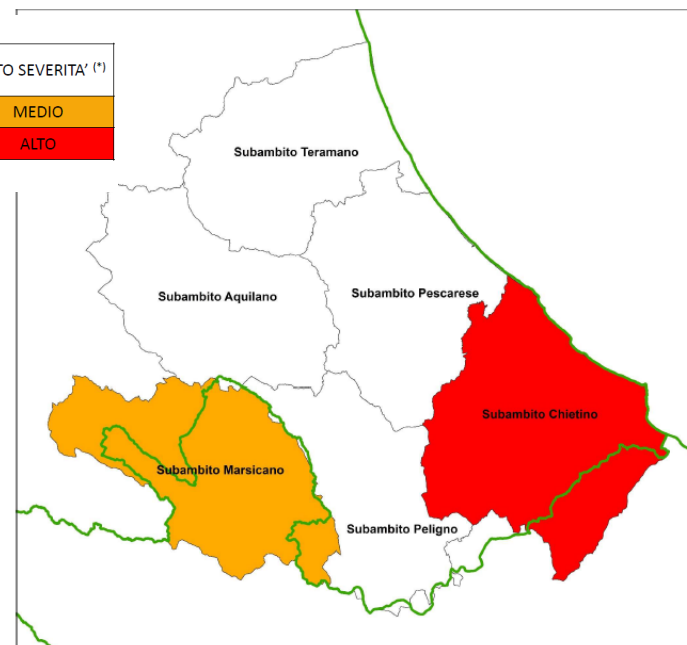 TO SEVERITA' (*)
MEDIO
ALTO
Subambito Teramano
Subambito Aquilano
Subambito Pescarese
Subambito Chietino
Subambito Marsicano
Subambito Peligno